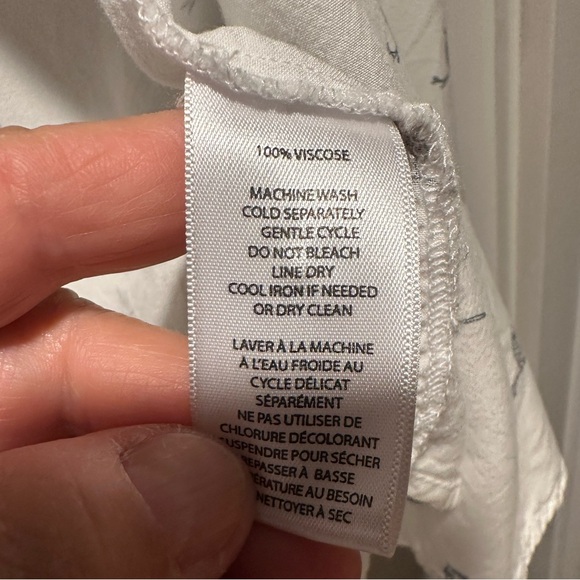 100% VISCOSE
MACHINE WASH
COLD SEPARATELY
GENTLE CYCLE
DO NOT BLEACH
LINE DRY
COOL IRON IF NEEDED
OR DRY CLEAN
LAVER À LA MACHINE
À L'EAU FROIDE AU
CYCLE DÉLICAT
SÉPARÉMENT
NE PAS UTILISER DE
CHLORURE DÉCOLORANT
SUSPENDRE POUR SÉCHER
REPASSER À BASSE
AU BESOIN
NETTOYER À SEC